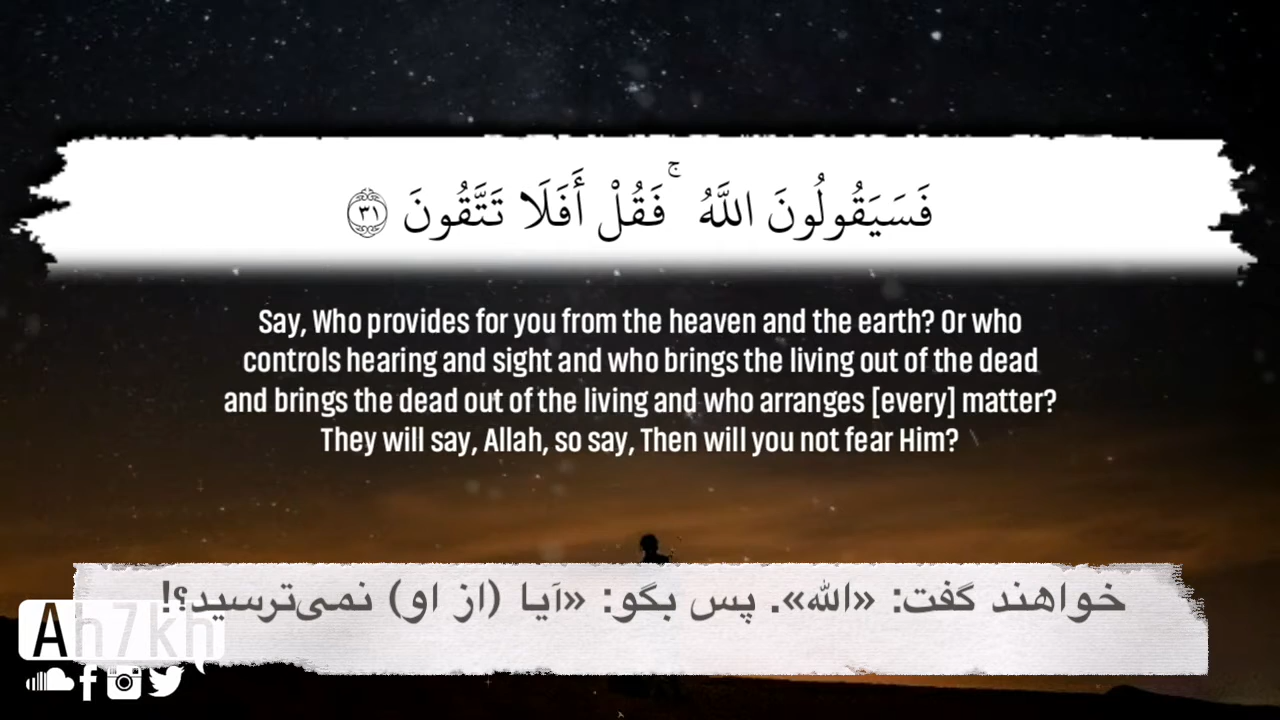 فَسَيَقُولُونَ اللَّهُ ۚ فَقُلْ أَفَلَا تَتَّقُونَ ﴿٣١﴾
Say, Who provides for you from the heaven and the earth? Or who
controls hearing and sight and who brings the living out of the dead
and brings the dead out of the living and who arranges [every] matter?
They will say, Allah, so say, Then will you not fear Him?
خواهند گفت: «الله». پس بگو: «آیا (از او) نمی‌ترسید؟!
Ah7kh